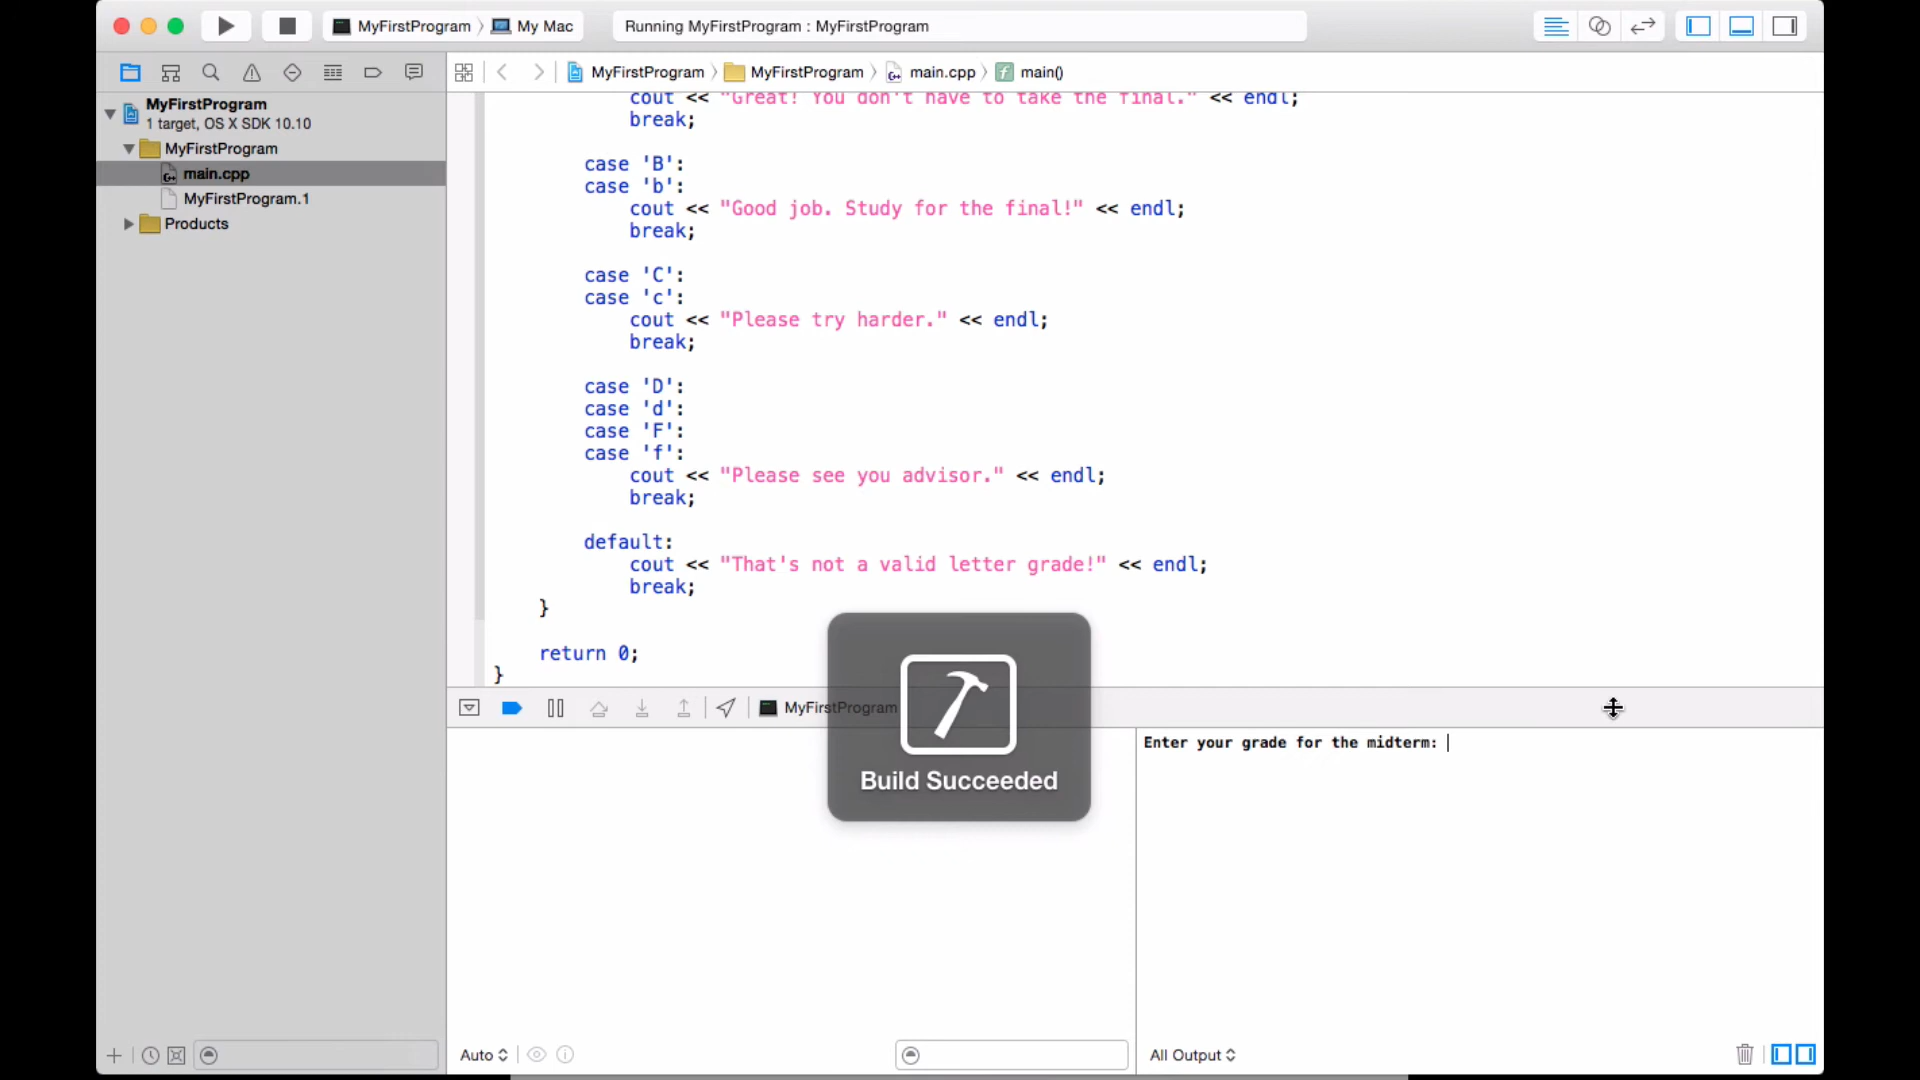 MyFirstProgram
My Mac
Running MyFirstProgram : MyFirstProgram
MyFirstProgram
MyFirstProgram
main.cpp
main()
MyFirstProgram
1 target, OS X SDK 10.10
MyFirstProgram
main.cpp
MyFirstProgram.1
Products
cout << "Great! You don't have to take the final." << endl;
break;
case 'B':
case 'b':
cout << "Good job. Study for the final!" << endl;
break;
case 'C':
case 'c':
cout << "Please try harder." << endl;
break;
case 'D':
case 'd':
case 'F':
case 'f':
cout << "Please see you advisor." << endl;
break;
default:
cout << "That's not a valid letter grade!" << endl;
break;
}
return 0;
}
MyFirstProgram
Build Succeeded
Enter your grade for the midterm:
Auto
All Output